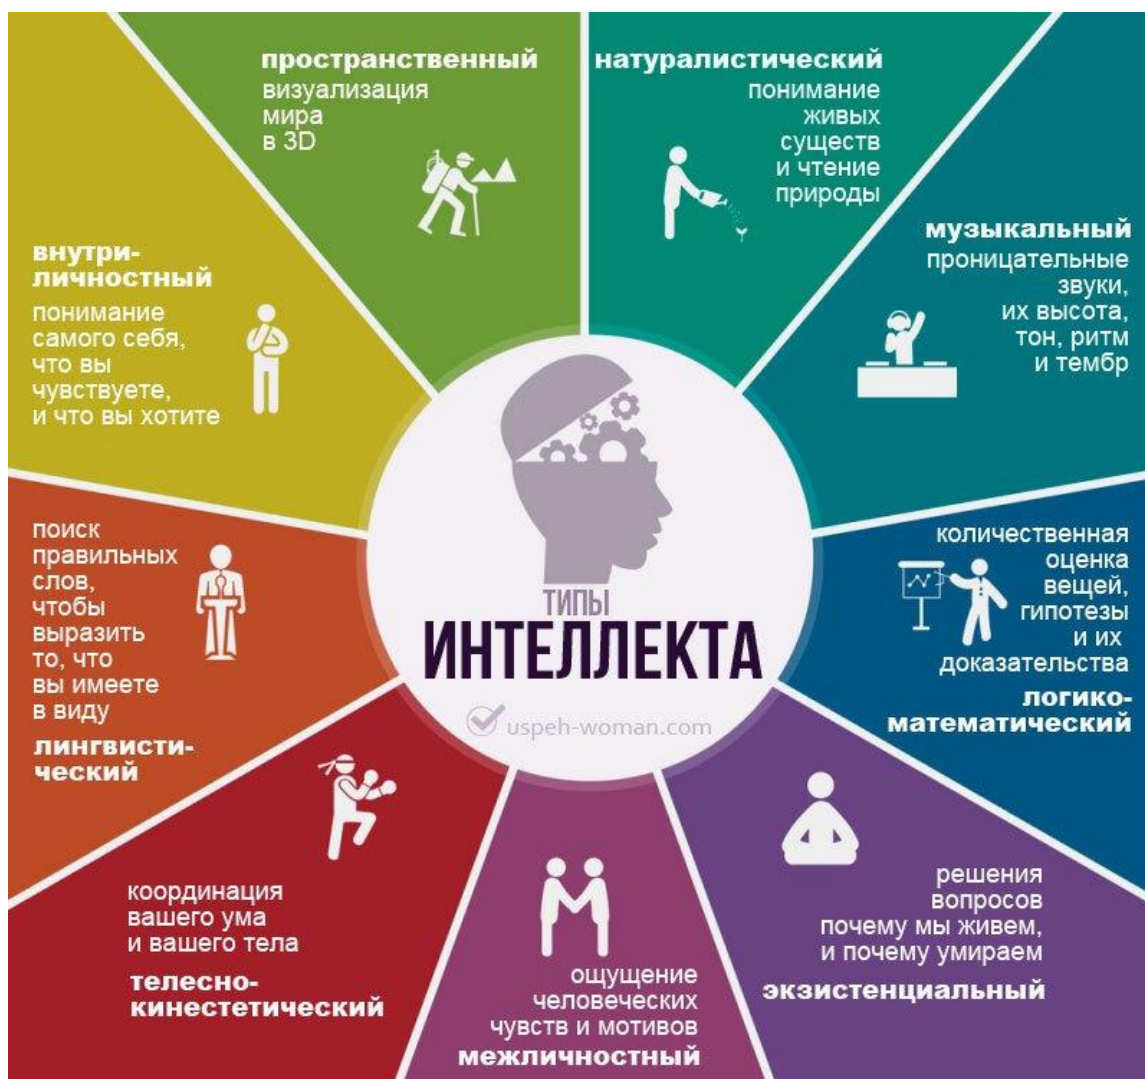 пространственный
визуализация
мира
в 3D
натуралистический
понимание
живых
существ
и чтение
природы
музыкальный
проницательные
звуки,
их высота,
тон, ритм
и тембр
количественная
оценка
вещей,
гипотезы
и их
доказательства
логико-
математический
решения
вопросов
почему мы живем,
и почему умираем
экзистенциальный
ощущение
человеческих
чувств и мотивов
межличностный
координация
вашего ума
и вашего тела
телесно-
кинестетический
поиск
правильных
слов,
чтобы
выразить
то, что
вы имеете
в виду
лингвисти-
ческий
внутри-
личностный
понимание
самого себя,
что вы
чувствуете,
и что вы хотите
ТИПЫ
ИНТЕЛЛЕКТА
uspeh-woman.com